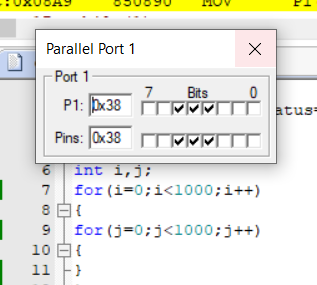 C:0x08A9 850890 MOV P1
Parallel Port 1
Port 1
7 Bits 0
P1: 0x38
atus=
Pins: 0x38
6 int i,j;
7 for(i=0;i<1000;i++)
8 {
9 for(j=0;j<1000;j++)
10 {
11 }